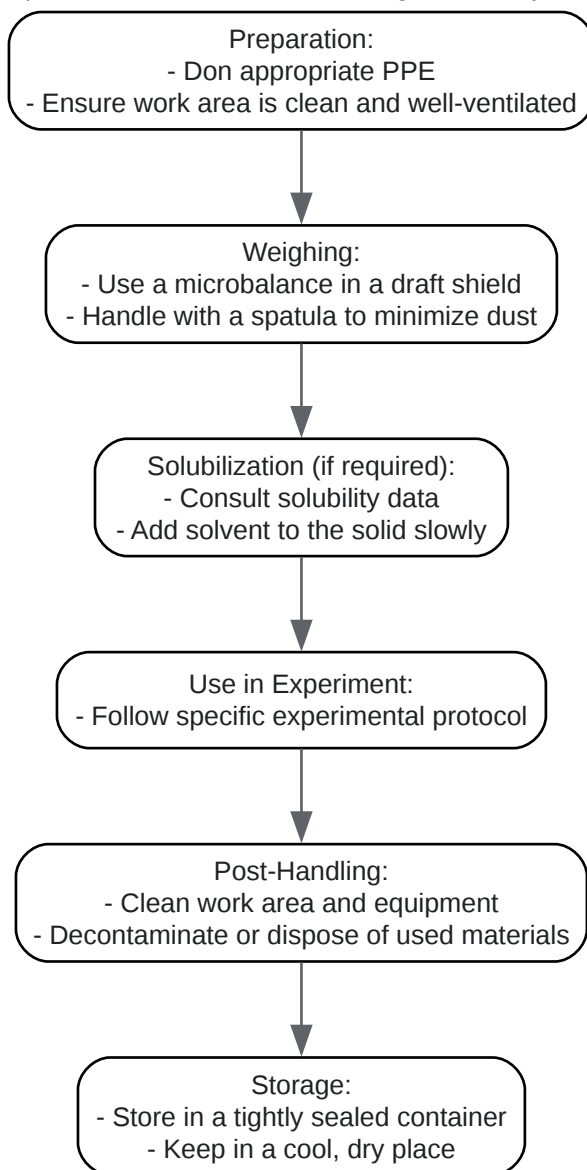 Preparation:
- Don appropriate PPE
- Ensure work area is clean and well-ventilated
Weighing:
- Use a microbalance in a draft shield
- Handle with a spatula to minimize dust
Solubilization (if required):
- Consult solubility data
- Add solvent to the solid slowly
Use in Experiment:
- Follow specific experimental protocol
Post-Handling:
- Clean work area and equipment
- Decontaminate or dispose of used materials
Storage:
- Store in a tightly sealed container
- Keep in a cool, dry place